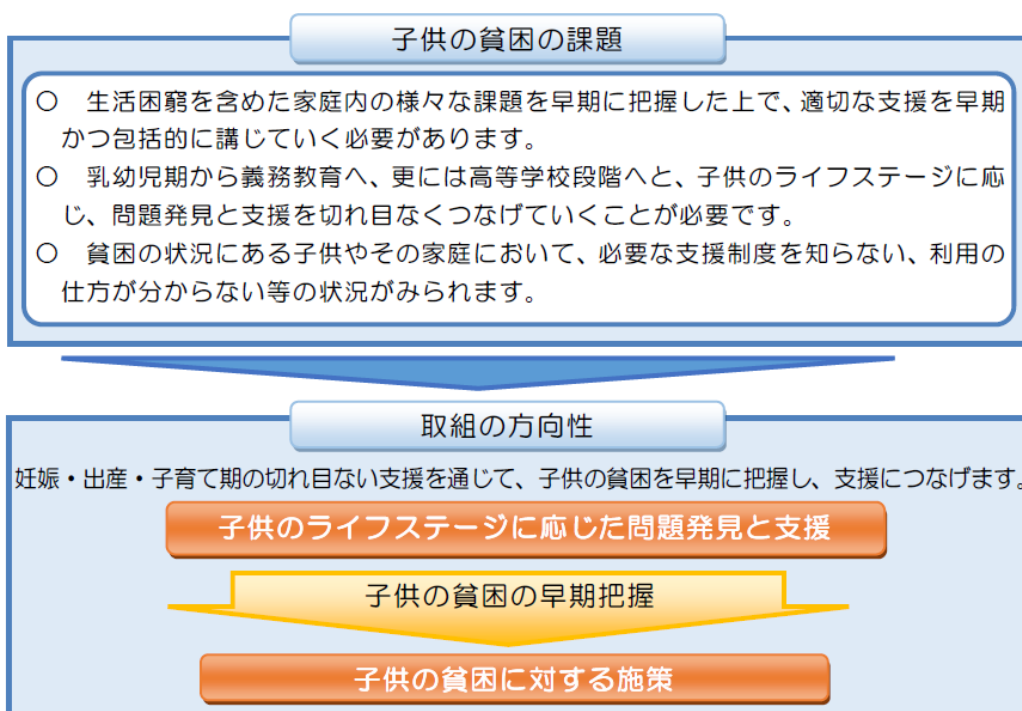 子供の貧困の課題
〇　生活困窮を含めた家庭内の様々な課題を早期に把握した上で、適切な支援を早期
かつ包括的に講じていく必要があります。
〇　乳幼児期から義務教育へ、更には高等学校段階へと、子供のライフステージに応
じ、問題発見と支援を切れ目なくつなげていくことが必要です。
〇　貧困の状況にある子供やその家庭において、必要な支援制度を知らない、利用の
仕方が分からない等の状況がみられます。
取組の方向性
妊娠・出産・子育て期の切れ目ない支援を通じて、子供の貧困を早期に把握し、支援につなげます。
子供のライフステージに応じた問題発見と支援
子供の貧困の早期把握
子供の貧困に対する施策